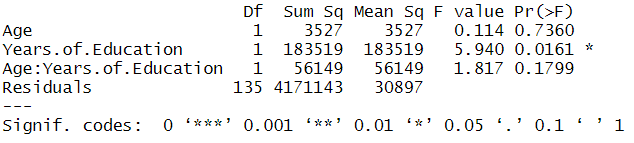 Df Sum Sq Mean Sq F value Pr(>F)
Age 1 3527 3527 0.114 0.7360
Years.of.Education 1 183519 183519 5.940 0.0161 *
Age:Years.of.Education 1 56149 56149 1.817 0.1799
Residuals 135 4171143 30897
---
Signif. codes: 0 ‘***’ 0.001 ‘**’ 0.01 ‘*’ 0.05 ‘.’ 0.1 ‘ ’ 1